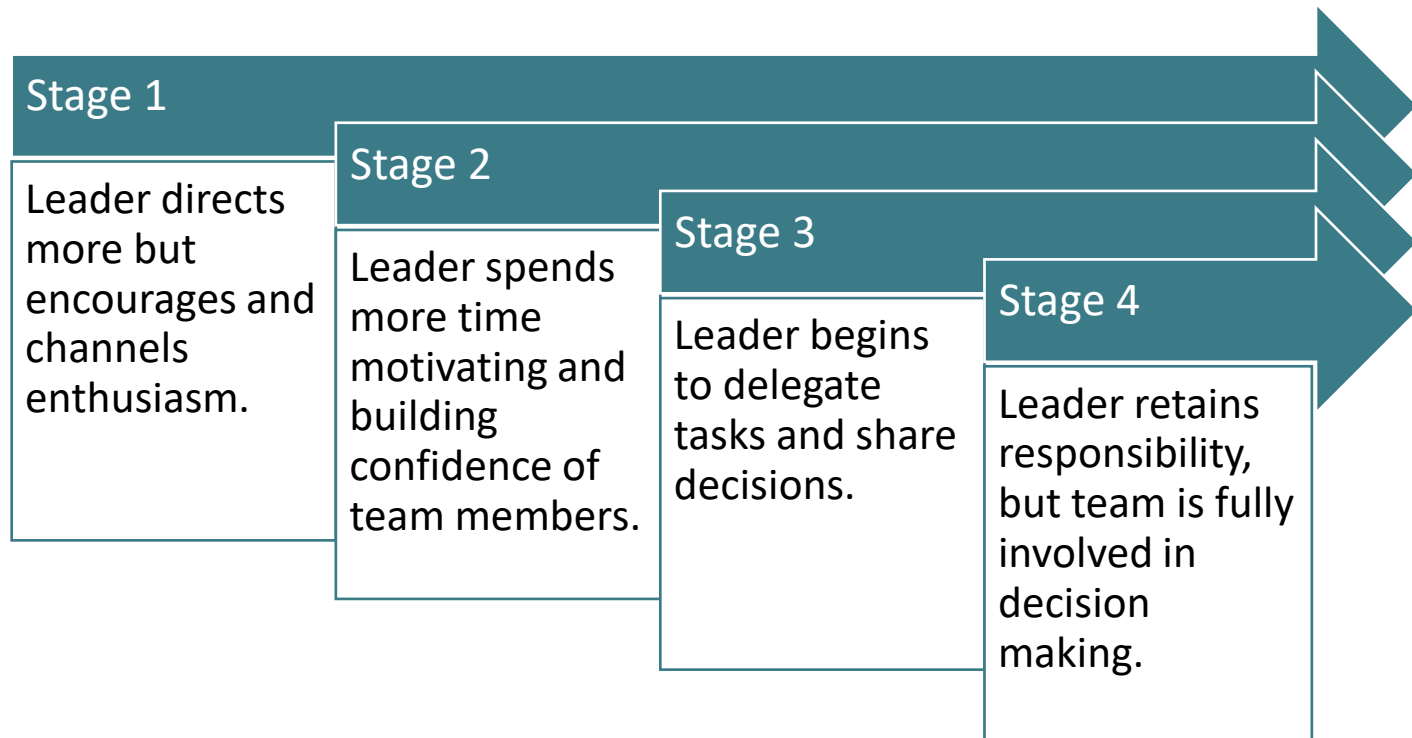 Stage 1
Leader directs
more but
encourages and
channels
enthusiasm.
Stage 2
Leader spends
more time
motivating and
building
confidence of
team members.
Stage 3
Leader begins
to delegate
tasks and share
decisions.
Stage 4
Leader retains
responsibility,
but team is fully
involved in
decision
making.